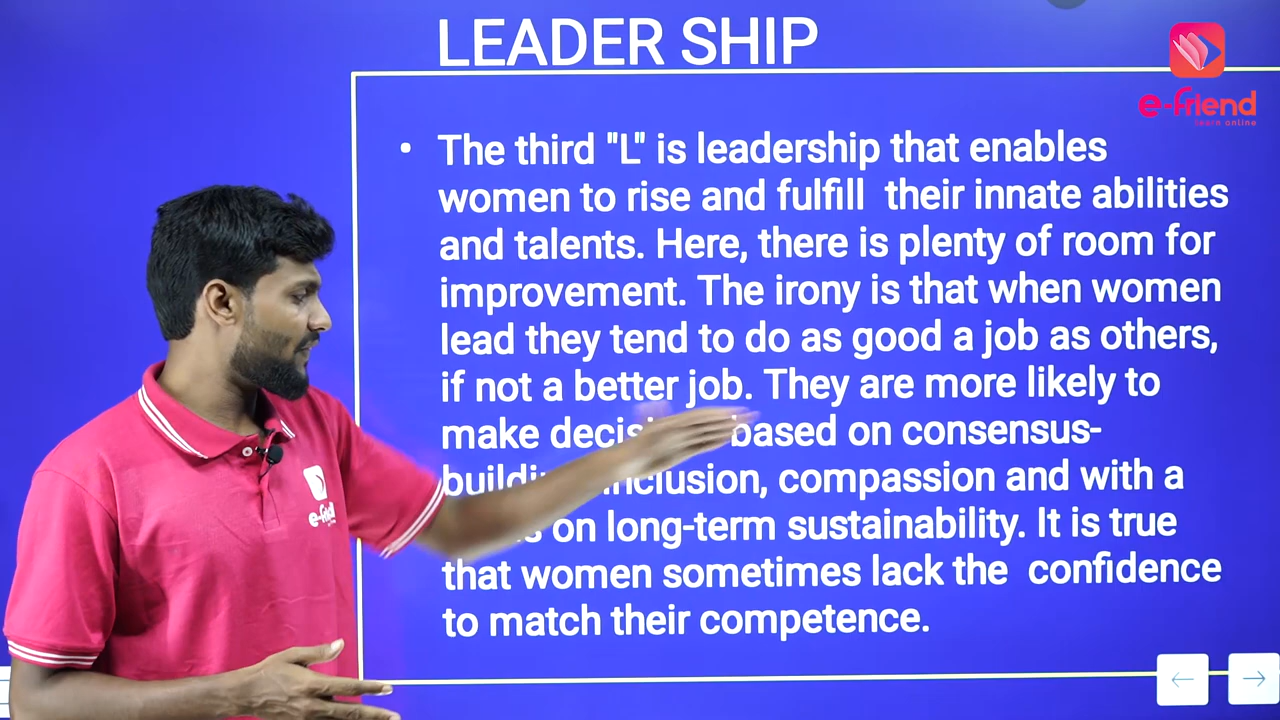 LEADER SHIP
e-friend
learn online
• The third "L" is leadership that enables
women to rise and fulfill their innate abilities
and talents. Here, there is plenty of room for
improvement. The irony is that when women
lead they tend to do as good a job as others,
if not a better job. They are more likely to
make based on consensus-
inclusion, compassion and with a
on long-term sustainability. It is true
that women sometimes lack the confidence
to match their competence.
e-friend